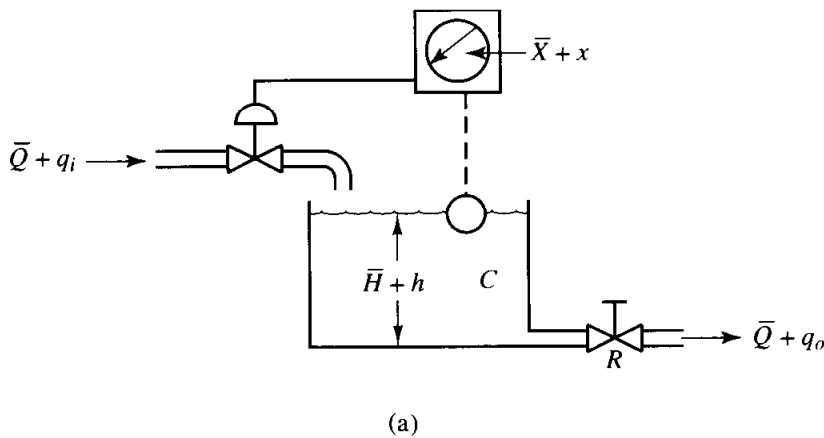 X̄ + x
Q̄ + qᵢ
H̄ + h
C
R
Q̄ + qₒ
(a)